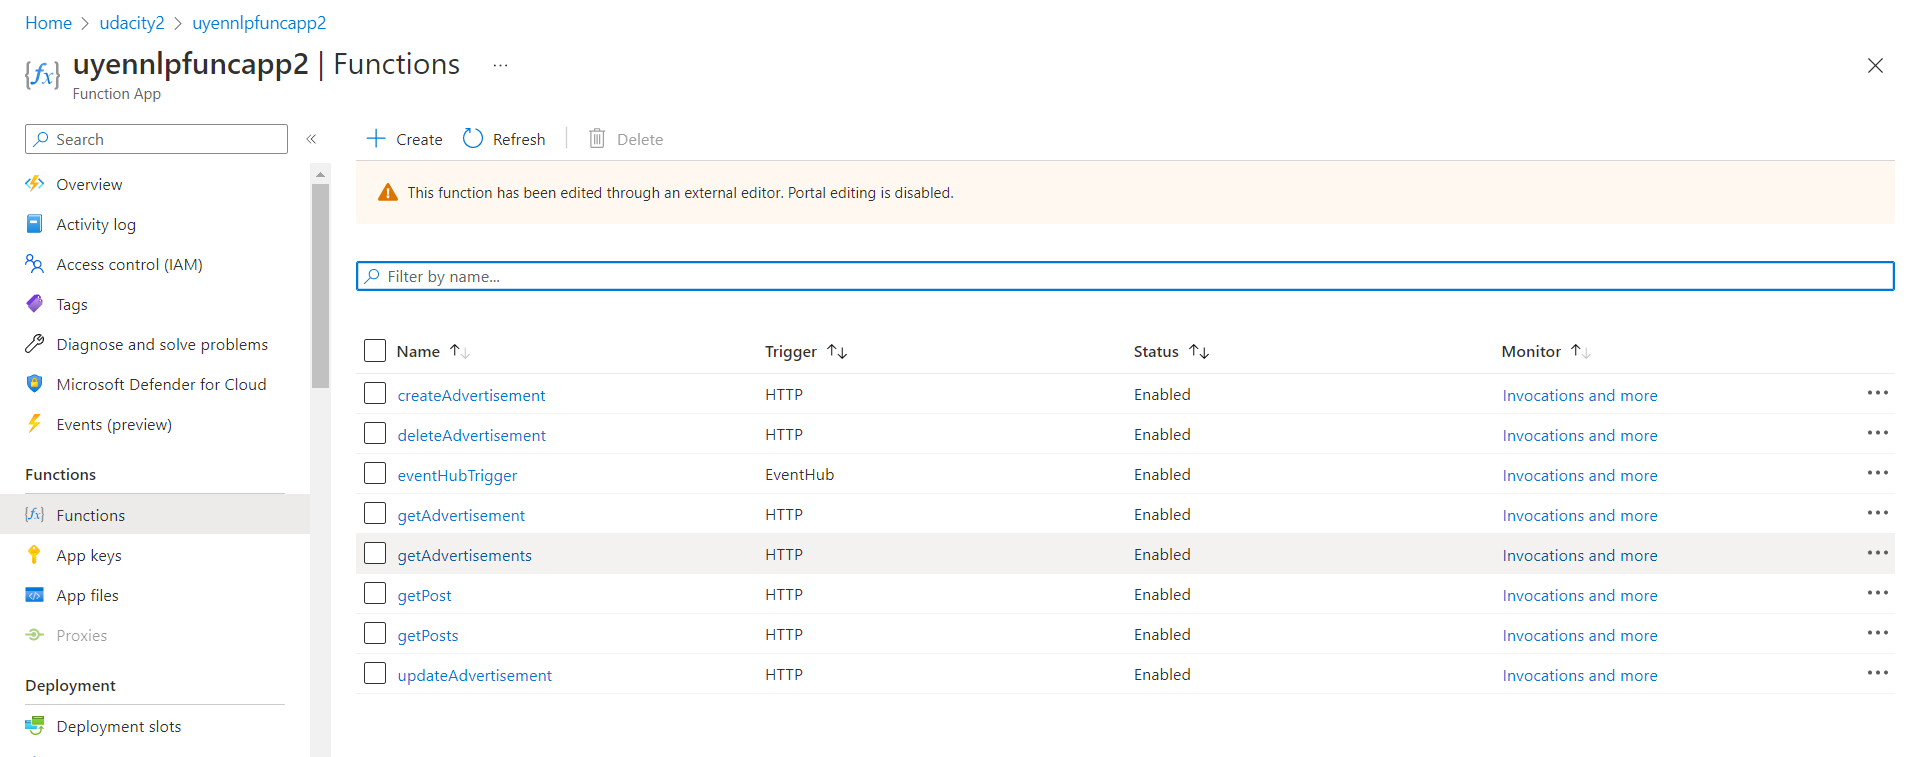 Home > udacity2 > uyennlpfuncapp2
uyennlpfuncapp2 | Functions ...
Function App
Search «
Create Refresh Delete
Overview
Activity log
Access control (IAM)
Tags
Diagnose and solve problems
Microsoft Defender for Cloud
Events (preview)
Functions
Functions
App keys
App files
Proxies
Deployment
Deployment slots
This function has been edited through an external editor. Portal editing is disabled.
Filter by name...
Name Trigger Status Monitor
createAdvertisement HTTP Enabled Invocations and more
deleteAdvertisement HTTP Enabled Invocations and more
eventHubTrigger EventHub Enabled Invocations and more
getAdvertisement HTTP Enabled Invocations and more
getAdvertisements HTTP Enabled Invocations and more
getPost HTTP Enabled Invocations and more
getPosts HTTP Enabled Invocations and more
updateAdvertisement HTTP Enabled Invocations and more